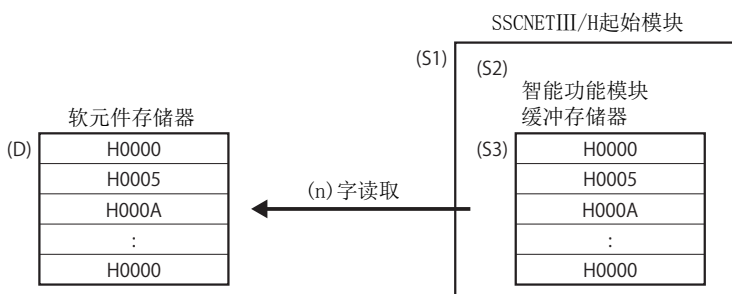 SSCNETⅢ/H起始模块
(S1)
(S2)
智能功能模块
缓冲存储器
软元件存储器
(D)
H0000
H0005
H000A
:
H0000
(n)字读取
(S3)
H0000
H0005
H000A
:
H0000